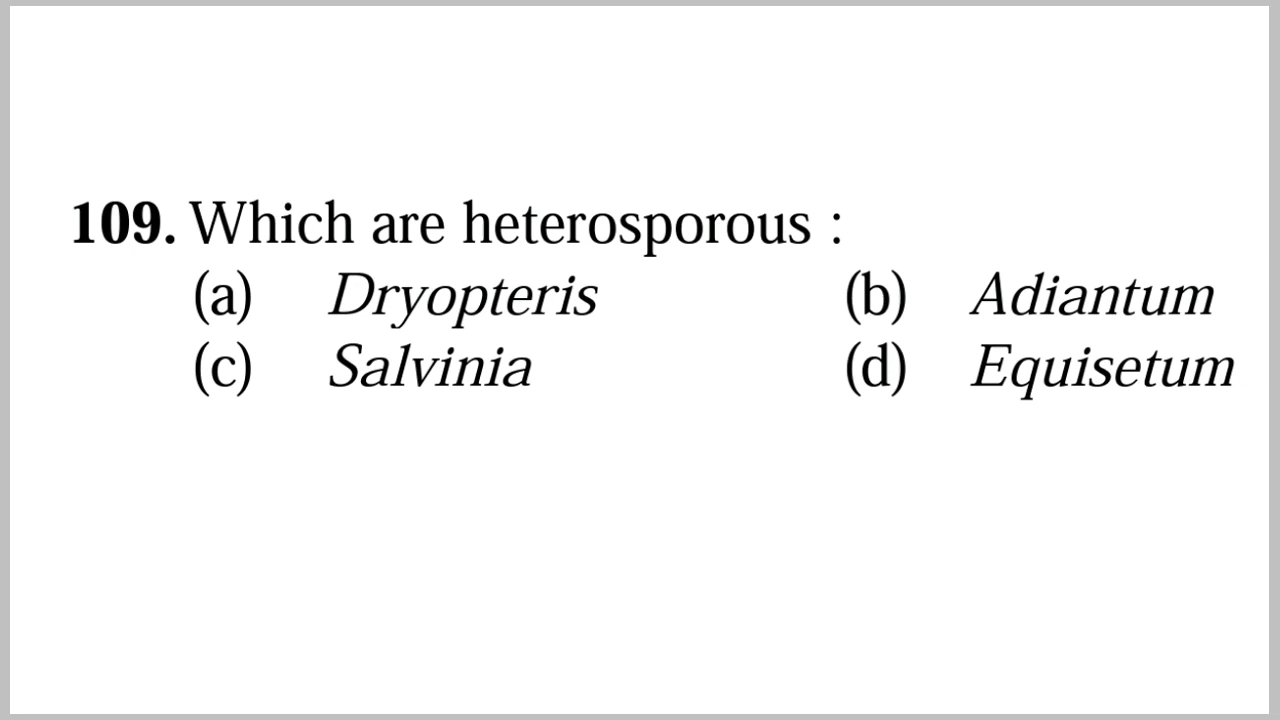 109. Which are heterosporous :
(a) Dryopteris (b) Adiantum
(c) Salvinia (d) Equisetum